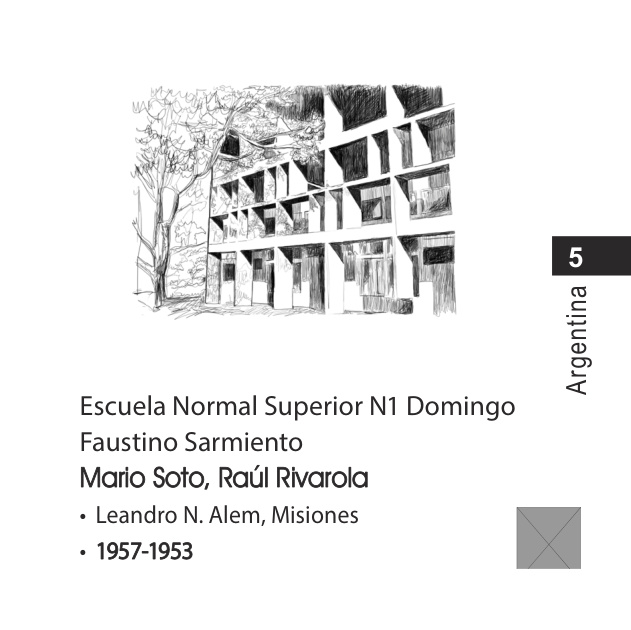 5
Argentina
Escuela Normal Superior N1 Domingo
Faustino Sarmiento
Mario Soto, Raúl Rivarola
• Leandro N. Alem, Misiones
• 1957-1953